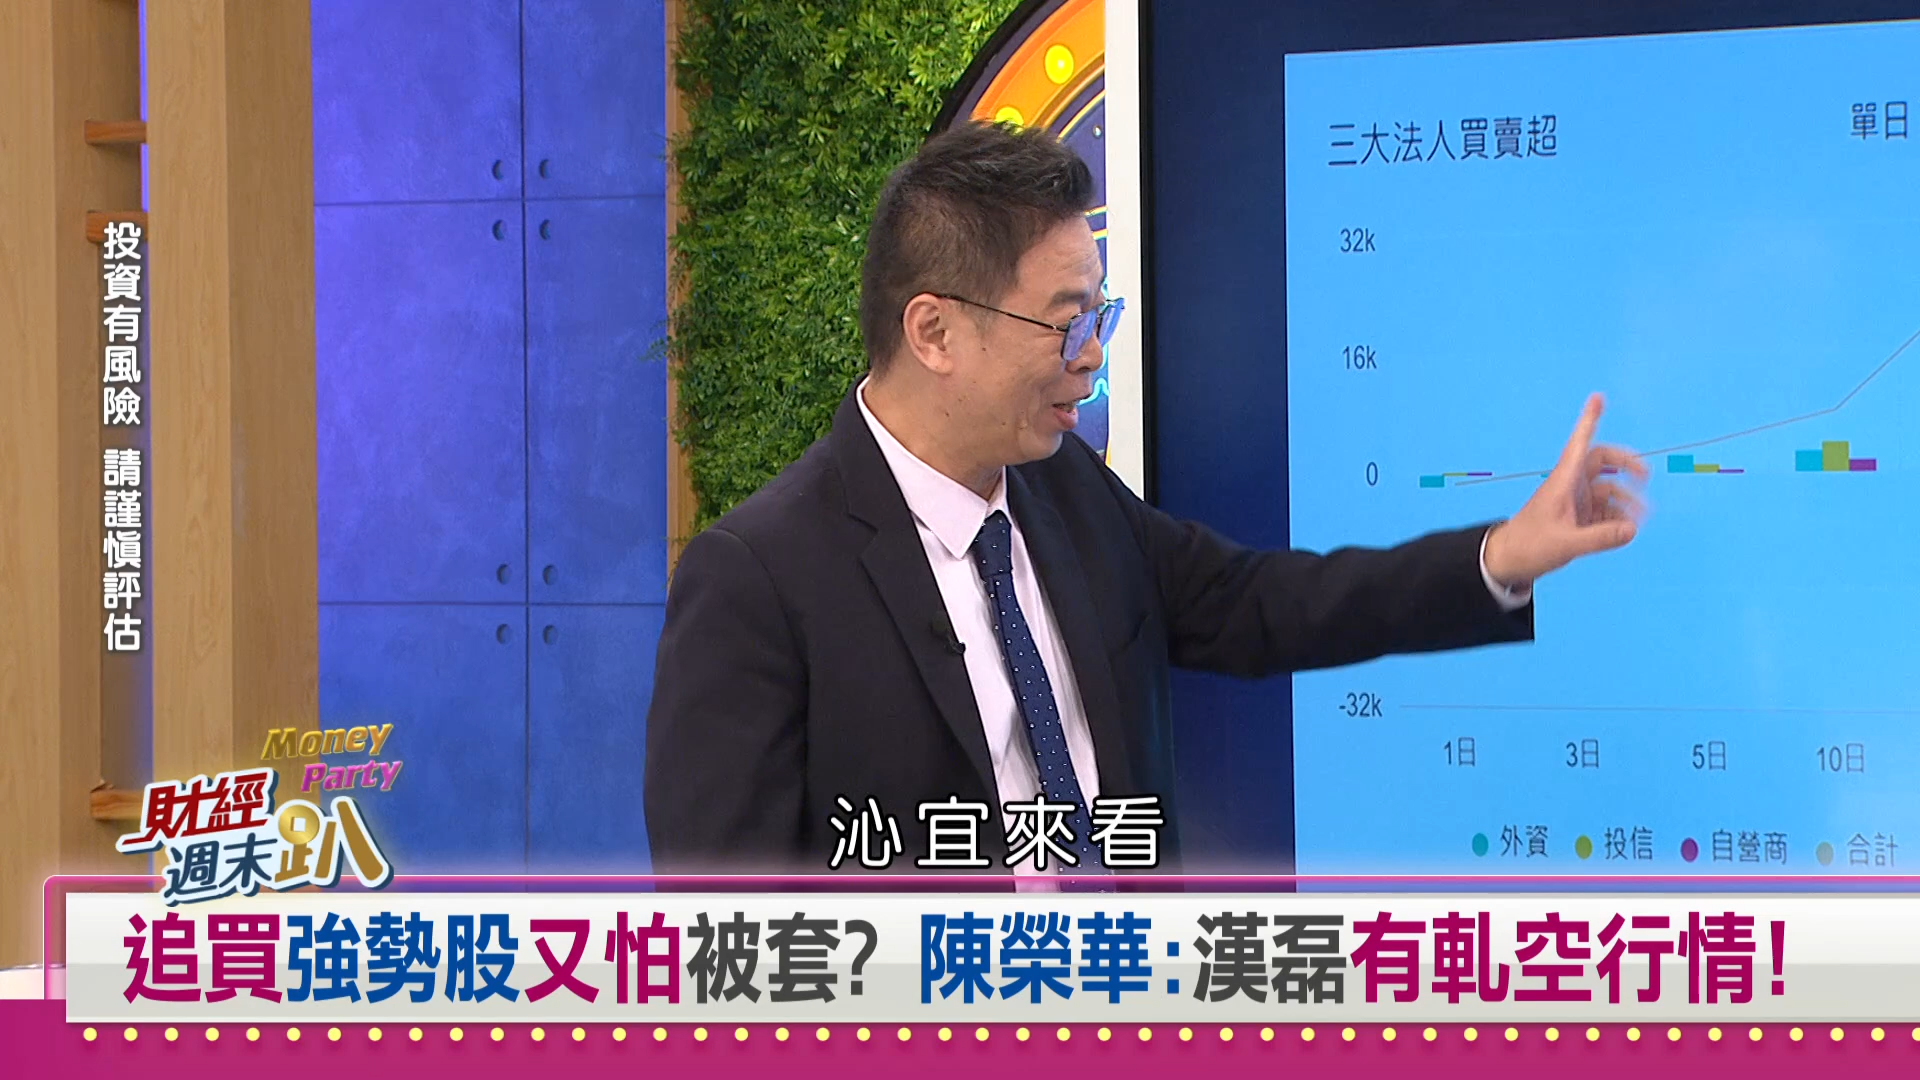 三大法人買賣超
單日
32k
16k
0
-32k
1日
3日
5日
10日
外資
投信
自營商
合計
投資有風險 請謹慎評估
Money
Party
財經
週末趴
沁宜來看
追買強勢股又怕被套? 陳榮華:漢磊有軋空行情!